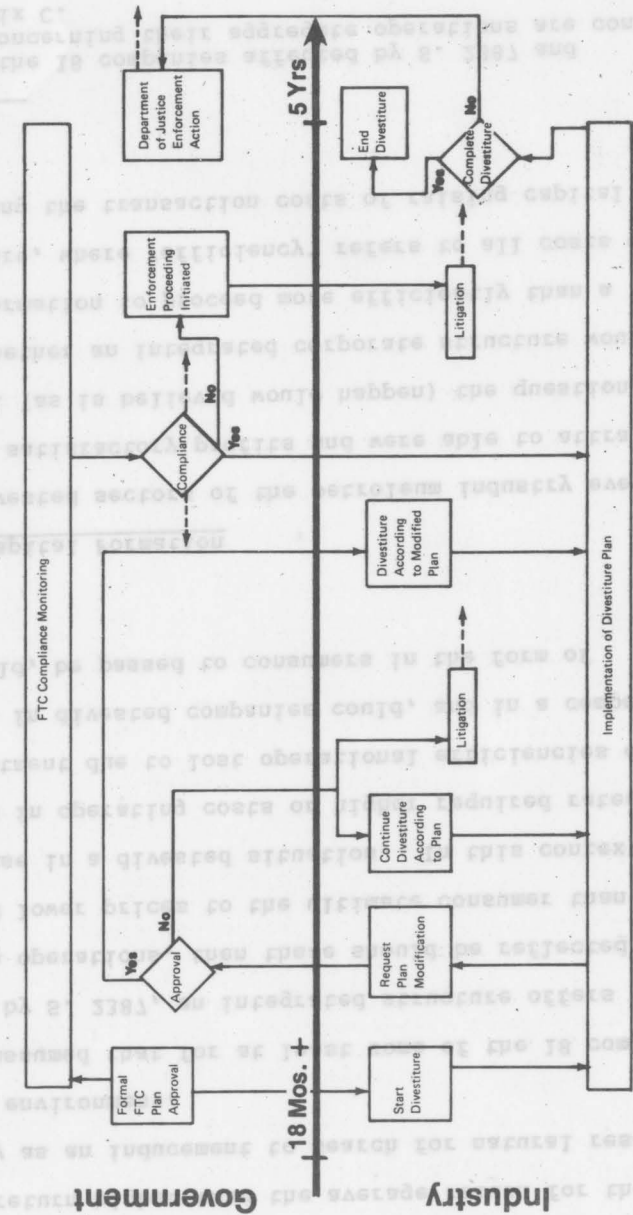 Government
Industry
18 Mos. +
5 Yrs
FTC Compliance Monitoring
Formal
FTC
Plan
Approval
Approval
Yes
No
Compliance
No
Yes
Enforcement
Proceeding
Initiated
Department
of Justice
Enforcement
Action
Start Divestiture
Request
Plan
Modification
Continue
Divestiture
According
to Plan
Litigation
Divestiture
According
to Modified
Plan
Litigation
Complete Divestiture
Yes
No
End
Divestiture
Implementation of Divestiture Plan